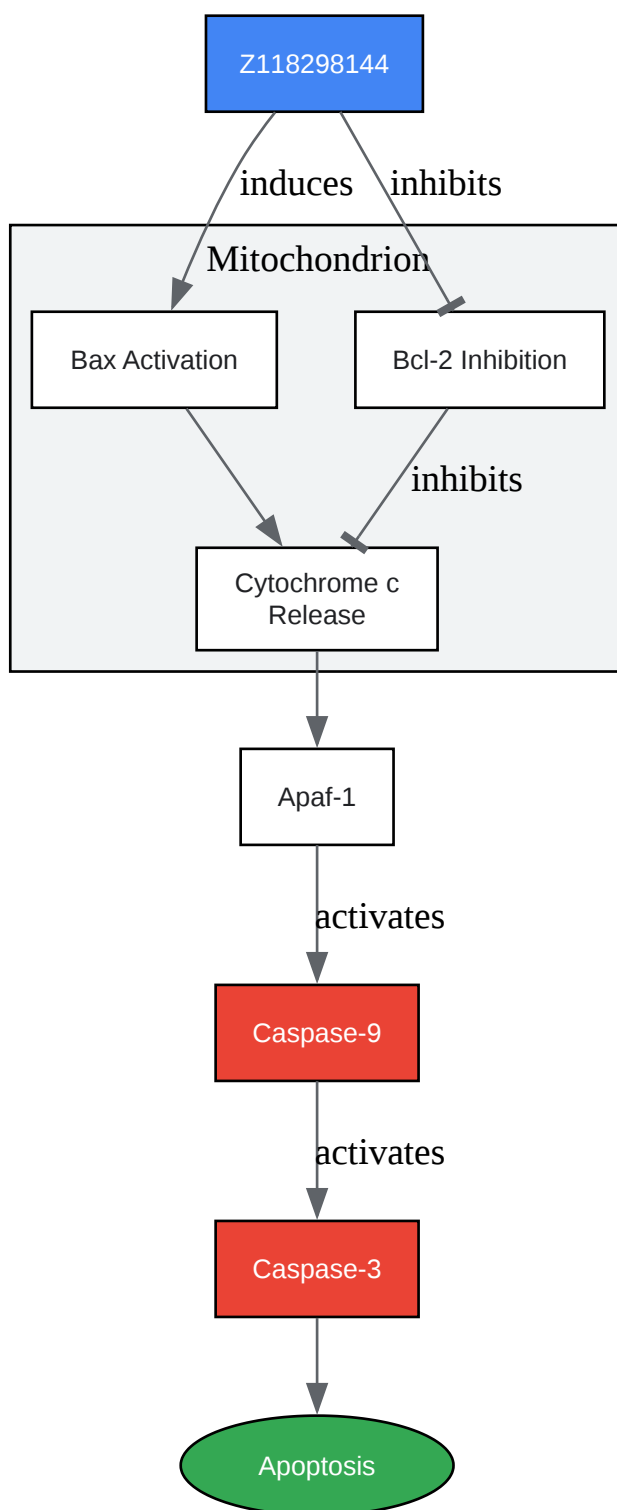 Z118298144
induces
inhibits
Mitochondrion
Bax Activation
Bcl-2 Inhibition
inhibits
Cytochrome c
Release
Apaf-1
activates
Caspase-9
activates
Caspase-3
Apoptosis